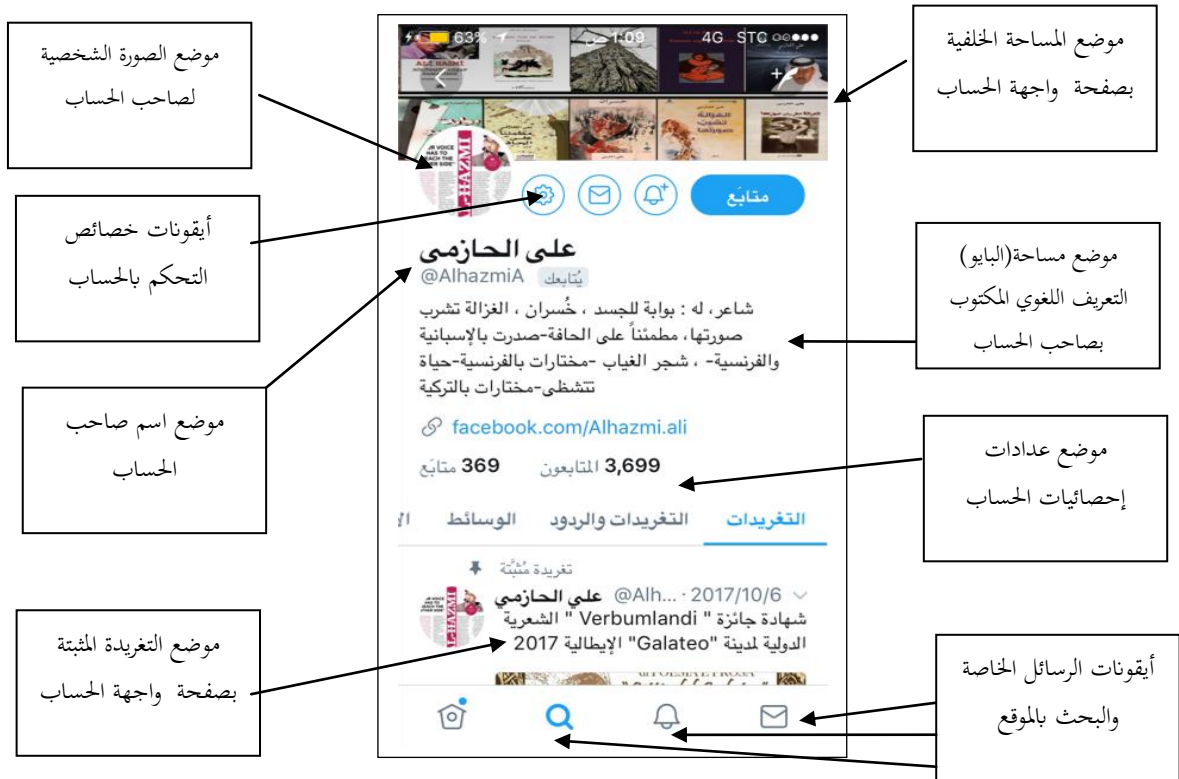 موضع المساحة الخلفية
بصفحة واجهة الحساب
موضع الصورة الشخصية
لصاحب الحساب
63%
1:09 ص
4G STC
ALHAZMI
متابَع
أيقونات خصائص
التحكم بالحساب
علي الحازمي
@AlhazmiA يُتابعك
موضع مساحة(البايو)
التعريف اللغوي المكتوب
بصاحب الحساب
شاعر، له : بوابة للجسد ، خُسران ، الغزالة تشرب
صورتها، مطمئناً على الحافة-صدرت بالإسبانية
والفرنسية- ، شجر الغياب -مختارات بالفرنسية-حياة
تتشظى-مختارات بالتركية
موضع اسم صاحب
الحساب
facebook.com/Alhazmi.ali
3,699 المتابعون 369 متابَع
موضع عدادات
إحصائيات الحساب
التغريدات التغريدات والردود الوسائط الإ
تغريدة مُثبَّتة
علي الحازمي @Alh... · 2017/10/6
شهادة جائزة " Verbumlandi " الشعرية
الدولية لمدينة "Galateo" الإيطالية 2017
موضع التغريدة المثبتة
بصفحة واجهة الحساب
أيقونات الرسائل الخاصة
والبحث بالموقع